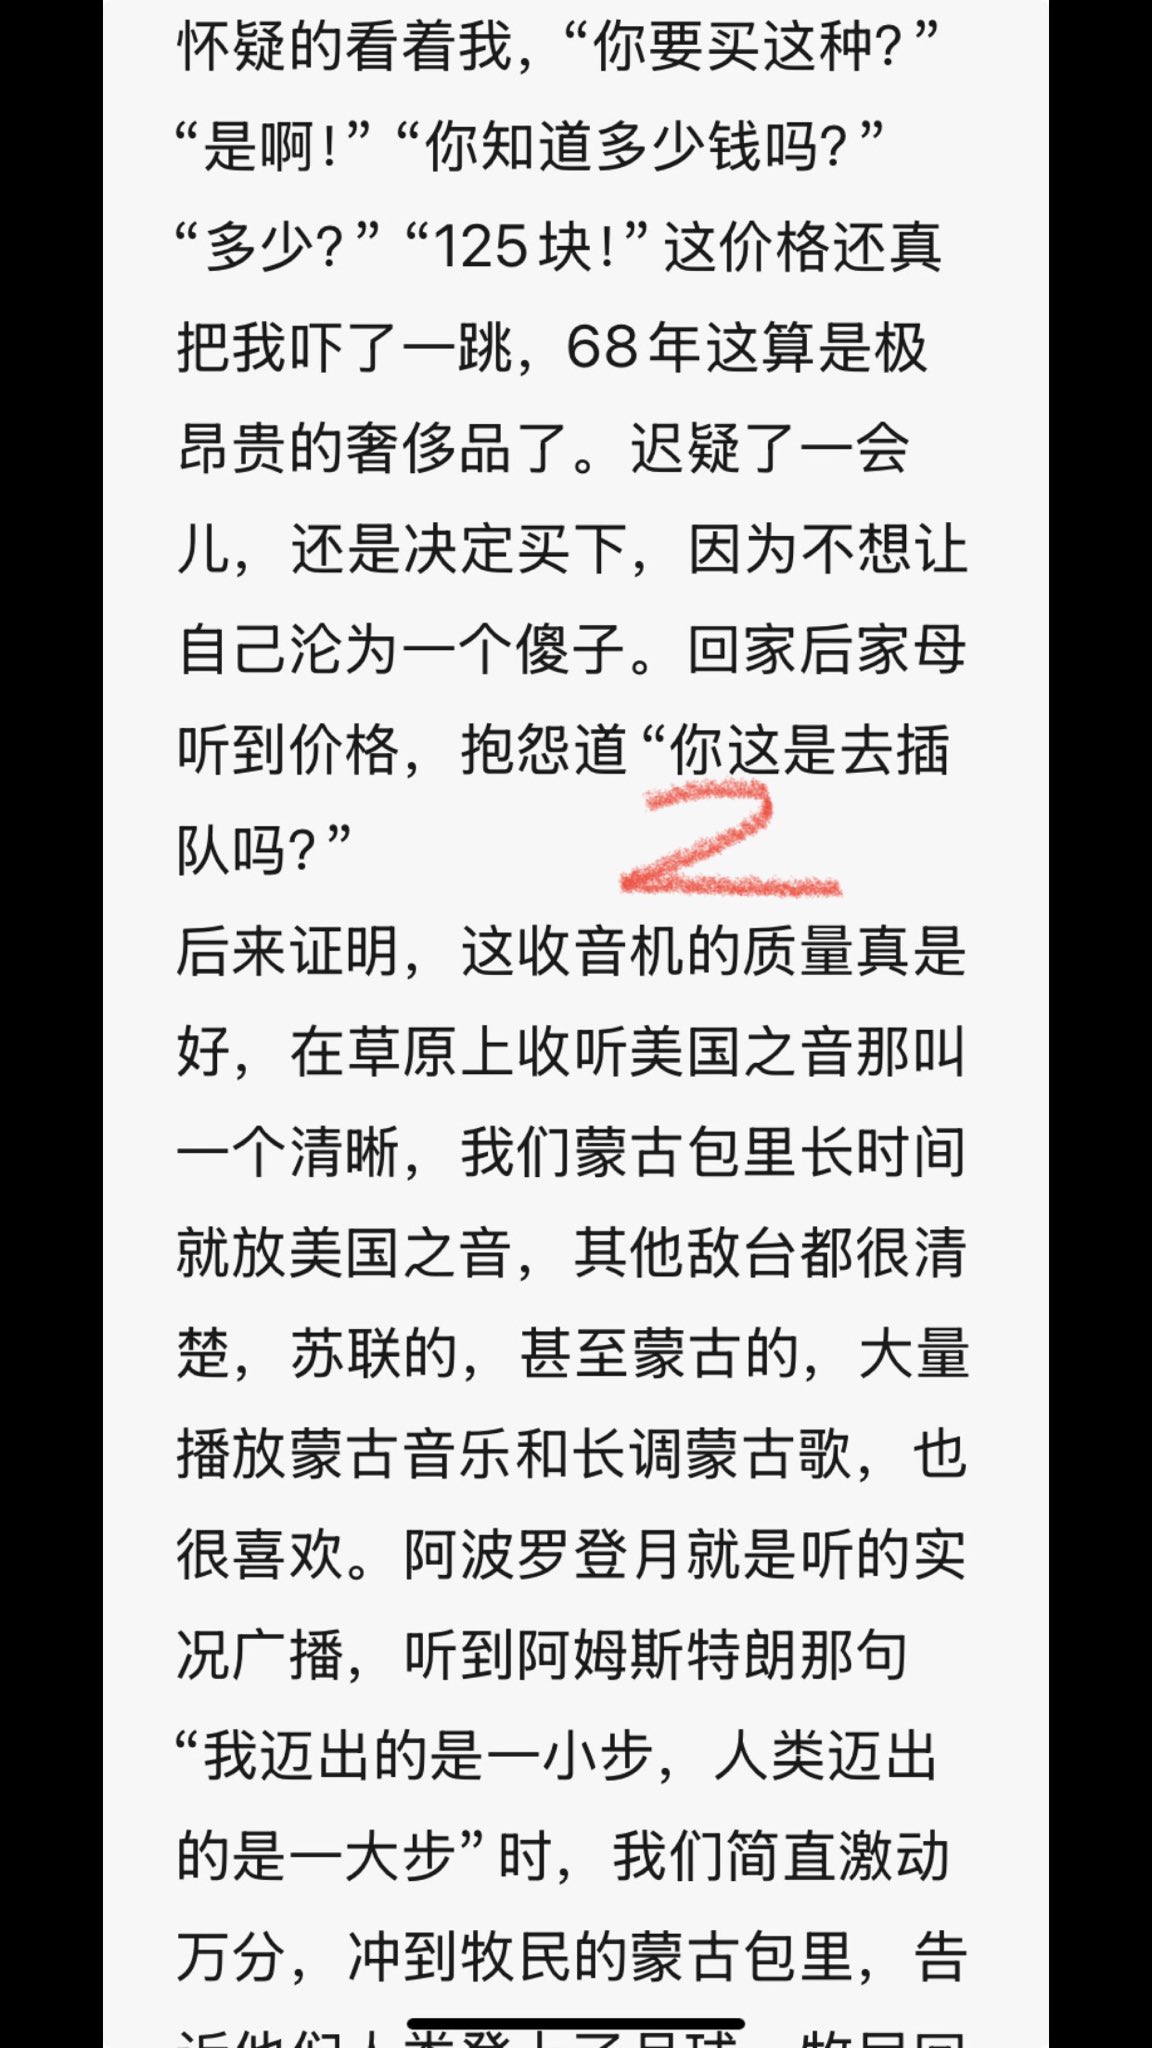 怀疑的看着我，“你要买这种？”
“是啊！”“你知道多少钱吗？”
“多少？”“125块！”这价格还真
把我吓了一跳，68年这算是极
昂贵的奢侈品了。迟疑了一会
儿，还是决定买下，因为不想让
自己沦为一个傻子。回家后家母
听到价格，抱怨道“你这是去插
队吗？”
2
后来证明，这收音机的质量真是
好，在草原上收听美国之音那叫
一个清晰，我们蒙古包里长时间
就放美国之音，其他敌台都很清
楚，苏联的，甚至蒙古的，大量
播放蒙古音乐和长调蒙古歌，也
很喜欢。阿波罗登月就是听的实
况广播，听到阿姆斯特朗那句
“我迈出的是一小步，人类迈出
的是一大步”时，我们简直激动
万分，冲到牧民的蒙古包里，告